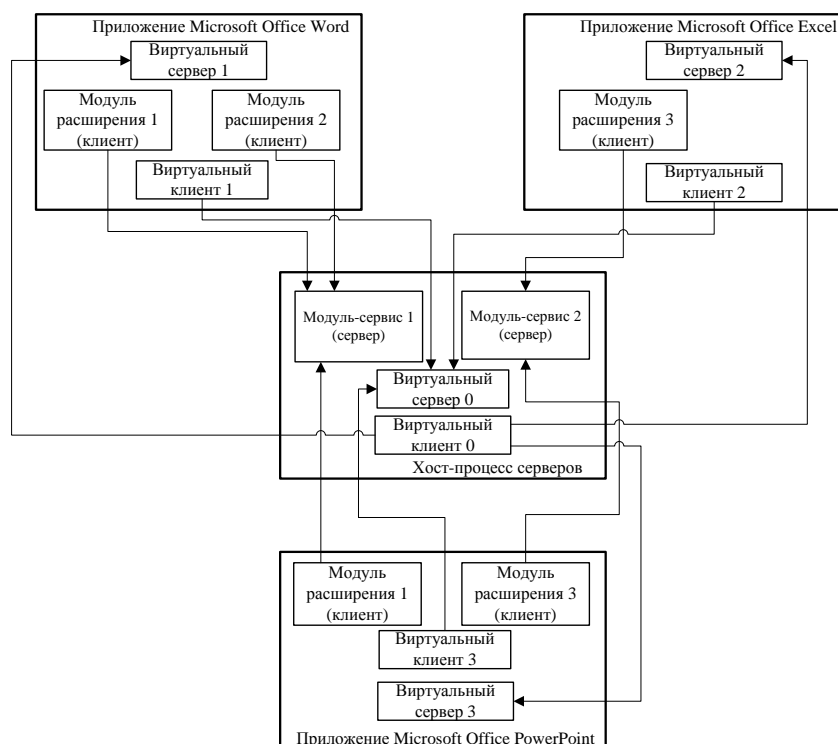 Приложение Microsoft Office Word
Виртуальный
сервер 1
Модуль
расширения 1
(клиент)
Модуль
расширения 2
(клиент)
Виртуальный
клиент 1
Приложение Microsoft Office Excel
Виртуальный
сервер 2
Модуль
расширения 3
(клиент)
Виртуальный
клиент 2
Модуль-сервис 1
(сервер)
Модуль-сервис 2
(сервер)
Виртуальный
сервер 0
Виртуальный
клиент 0
Хост-процесс серверов
Модуль
расширения 1
(клиент)
Модуль
расширения 3
(клиент)
Виртуальный
клиент 3
Виртуальный
сервер 3
Приложение Microsoft Office PowerPoint